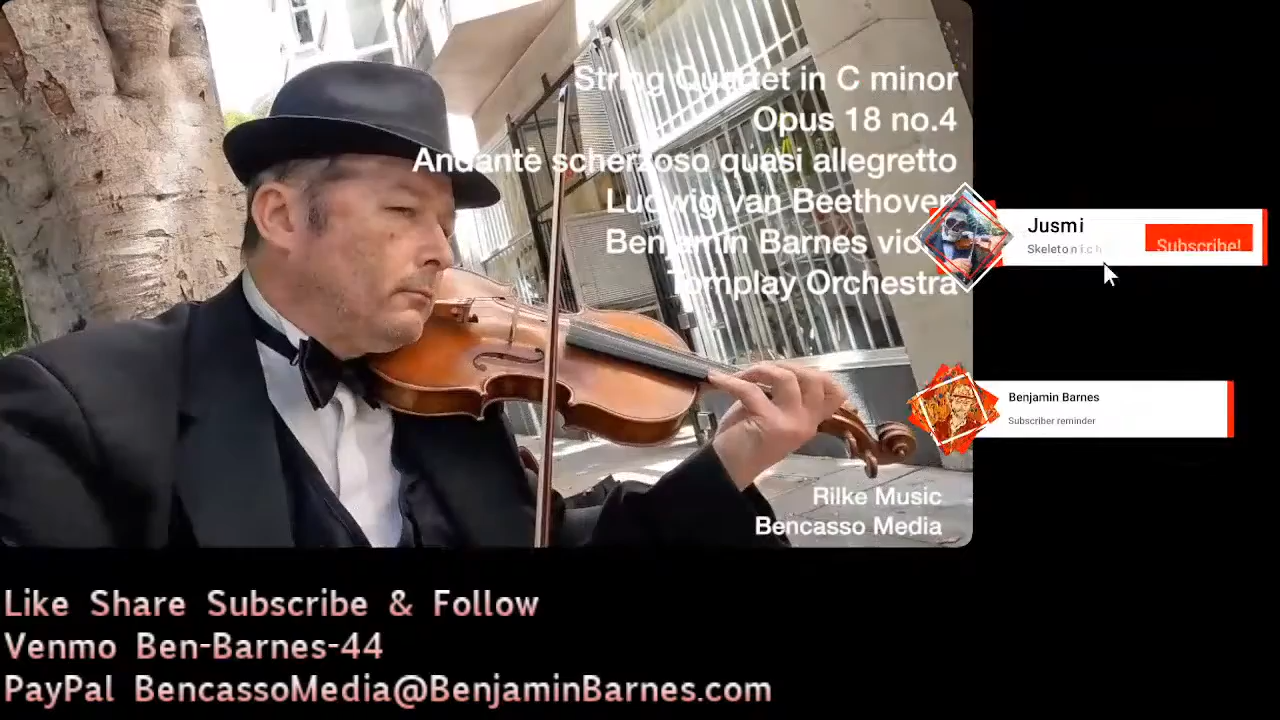 String Quartet in C minor
Opus 18 no.4
Andante scherzoso quasi allegretto
Ludwig van Beethoven
Benjamin Barnes viola
Tomplay Orchestra
Jusmi
Subscribe!
Benjamin Barnes
Subscriber reminder
Rilke Music
Bencasso Media
Like Share Subscribe & Follow
Venmo Ben-Barnes-44
PayPal BencassoMedia@BenjaminBarnes.com